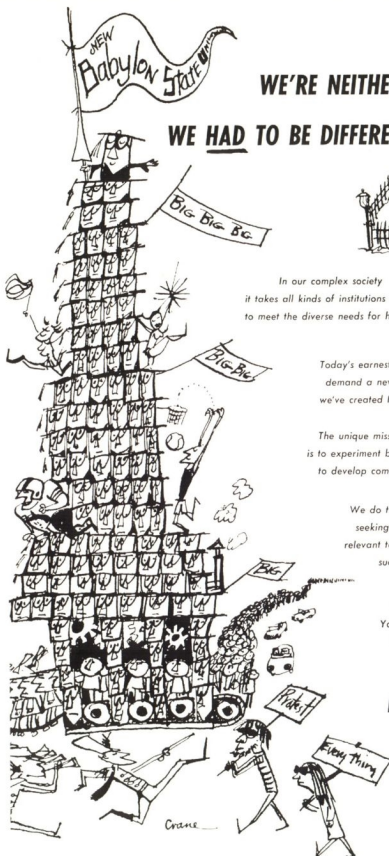 NEW
Babylon State U
WE'RE NEITHE
WE HAD TO BE DIFFERE
BIG BIG BIG
In our complex society
it takes all kinds of institutions
to meet the diverse needs for h
BIG-BIG
Today's earnes
demand a ne
we've created
The unique miss
is to experiment b
to develop com
We do t
seeking
relevant t
su
BIG
Yo
Protest
Every Thing
Crane